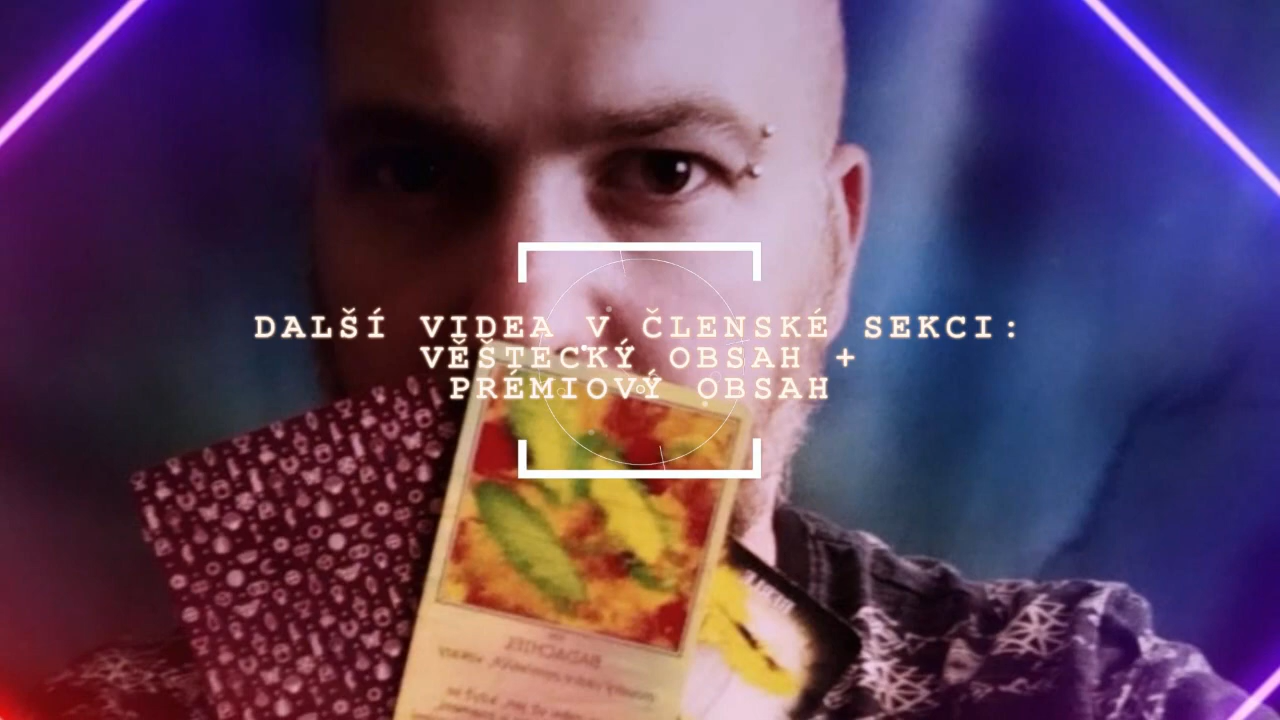 DALŠÍ VIDEA V ČLENSKÉ SEKCI:
VĚŠTECKÝ OBSAH +
PRÉMIOVÝ OBSAH